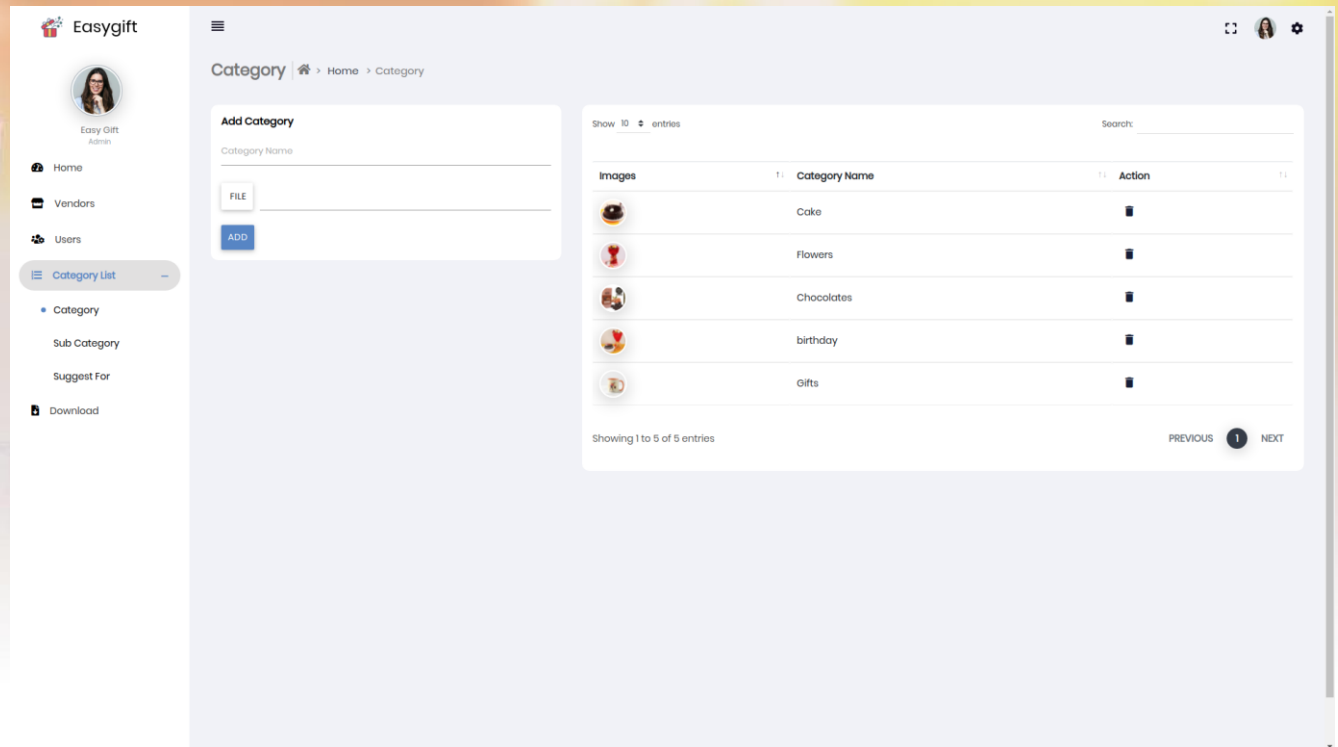 Easygift
Easy Gift
Admin
Home
Vendors
Users
Category List
Category
Sub Category
Suggest For
Download
Category > Home > Category
Add Category
Category Name
FILE
ADD
Show 10 entries
Search:
Images Category Name Action
Cake
Flowers
Chocolates
birthday
Gifts
Showing 1 to 5 of 5 entries
PREVIOUS 1 NEXT